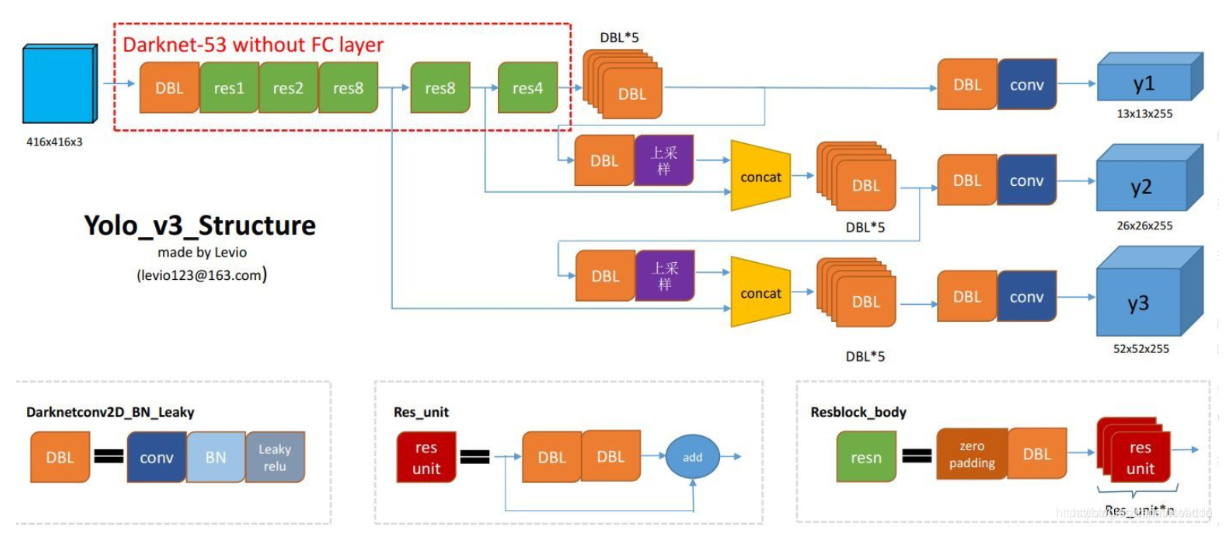 Darknet-53 without FC layer
DBL*5
DBL
res1
res2
res8
res8
res4
DBL
DBL
conv
y1
416x416x3
13x13x255
DBL
上采
样
concat
DBL
DBL
conv
y2
DBL*5
26x26x255
Yolo_v3_Structure
made by Levio
(levio123@163.com)
DBL
上采
样
concat
DBL
DBL
conv
y3
DBL*5
52x52x255
Darknetconv2D_BN_Leaky
DBL
conv
BN
Leaky
relu
Res_unit
res
unit
DBL
DBL
add
Resblock_body
resn
zero
padding
DBL
res
unit
Res_unit*n